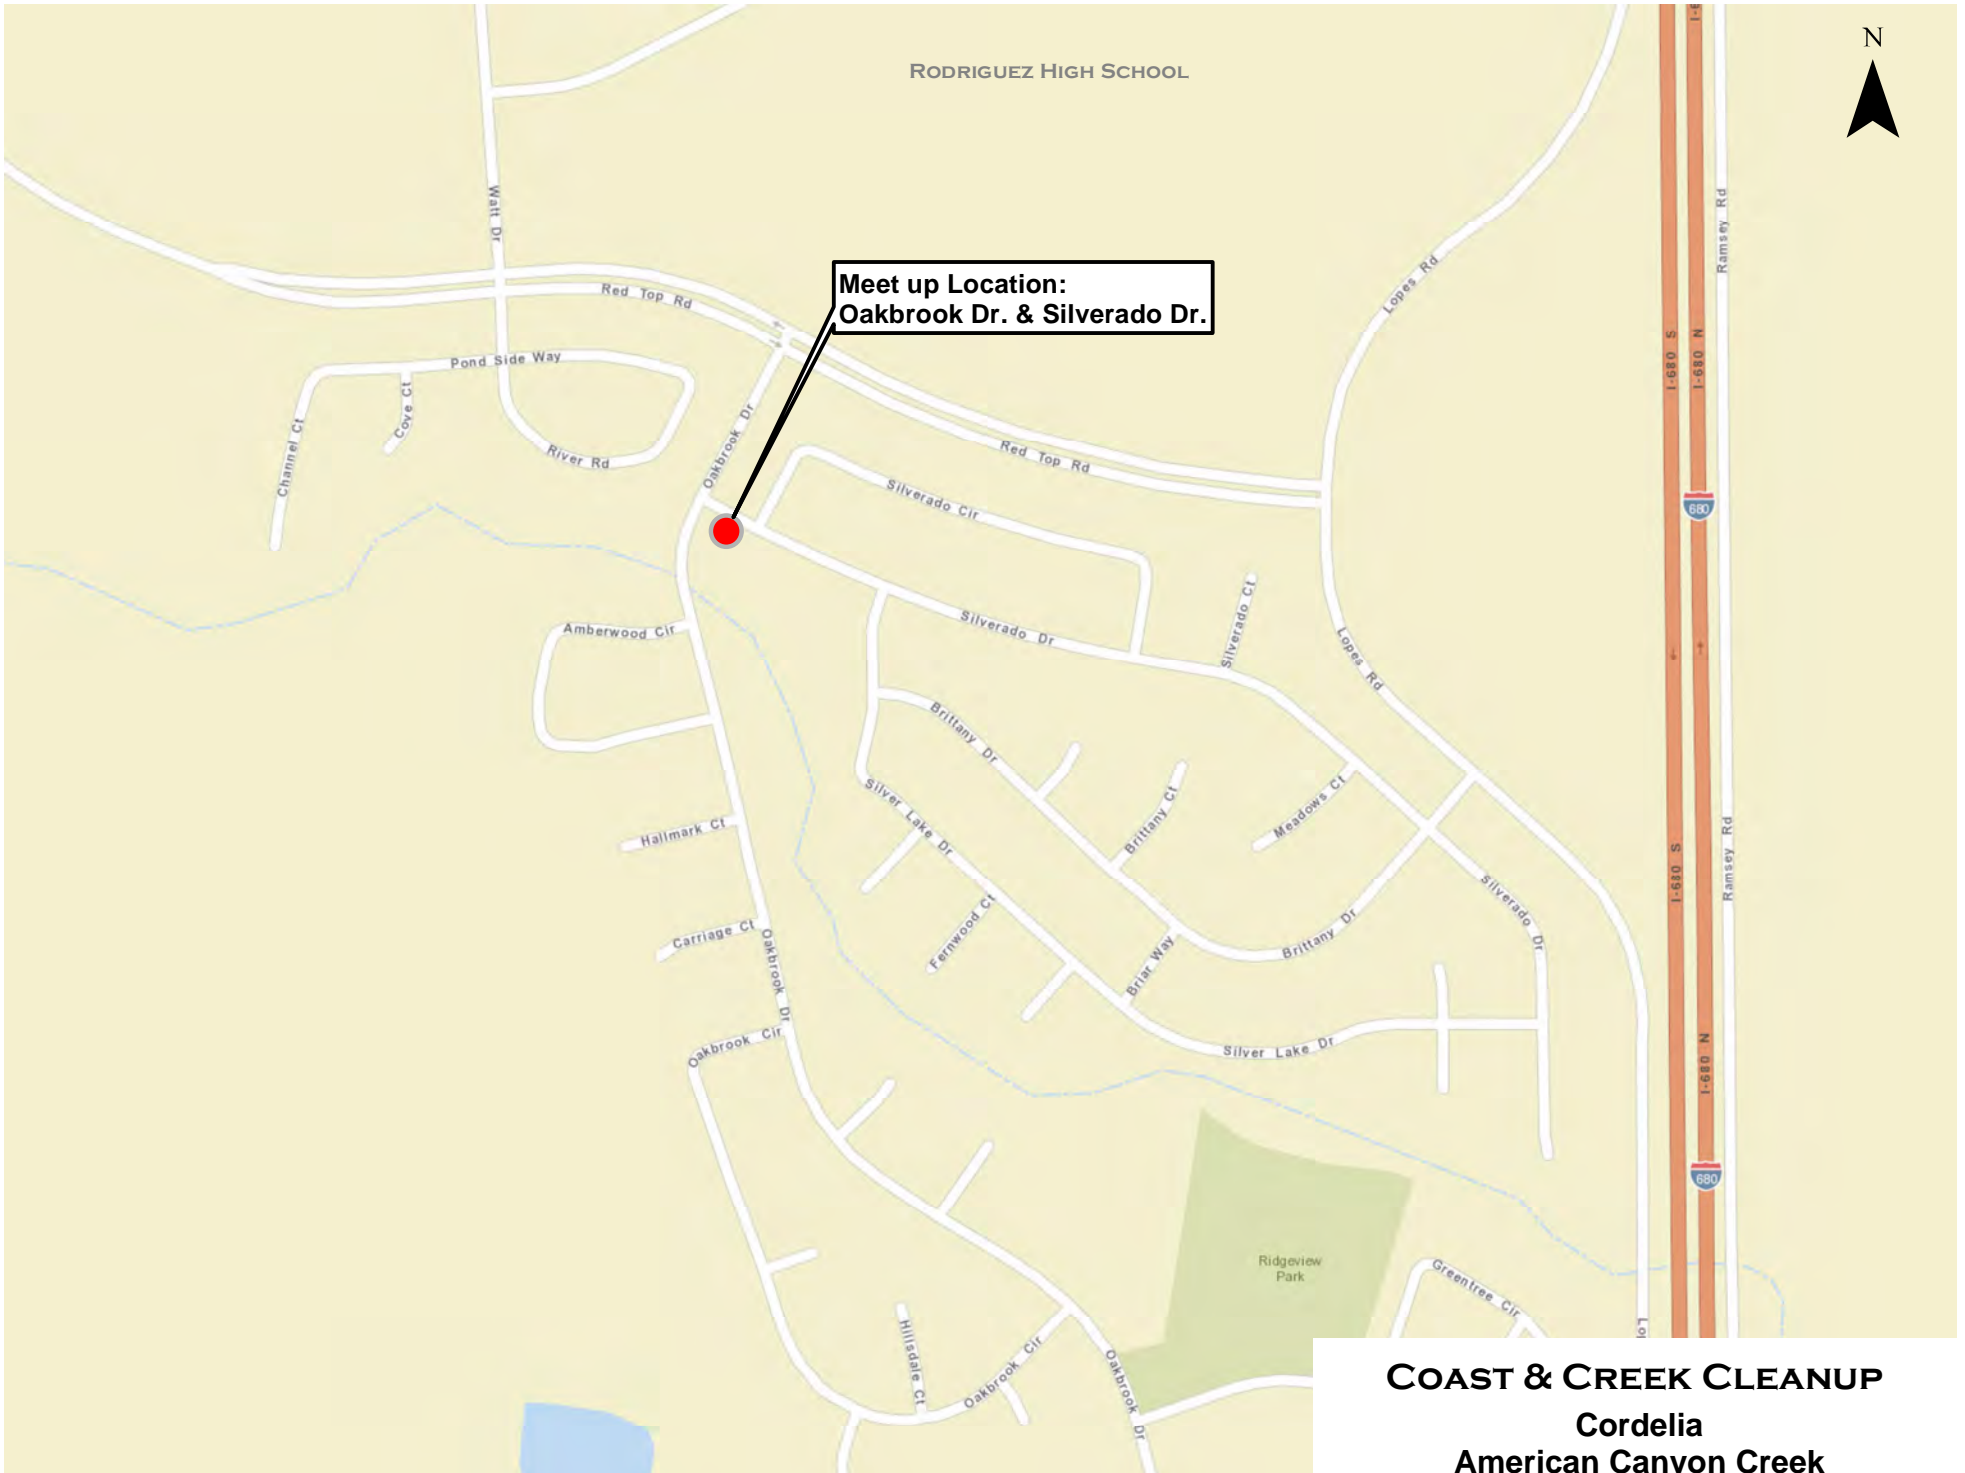 RODRIGUEZ HIGH SCHOOL
N
Watt Dr
Ramsey Rd
Meet up Location:
Oakbrook Dr. & Silverado Dr.
Lopes Rd
Red Top Rd
I-680 S
I-680 N
Pond Side Way
Cove Ct
Channel Ct
River Rd
Oakbrook Dr
Red Top Rd
Silverado Cir
680
Silverado Ct
Amberwood Cir
Silverado Dr
Lopes Rd
Brittany Dr
Silver Lake Dr
Brittany Ct
Meadows Ct
Hallmark Ct
I-680 S
Ramsey Rd
Silverado Dr
Fernwood Ct
Carriage Ct
Oakbrook Dr
Brittany Dr
Briar Way
Oakbrook Cir
Silver Lake Dr
I-680 N
680
Ridgeview
Park
Greentree Cir
Hillsdale Ct
Oakbrook Cir
Oakbrook Dr
COAST & CREEK CLEANUP
Cordelia
American Canyon Creek